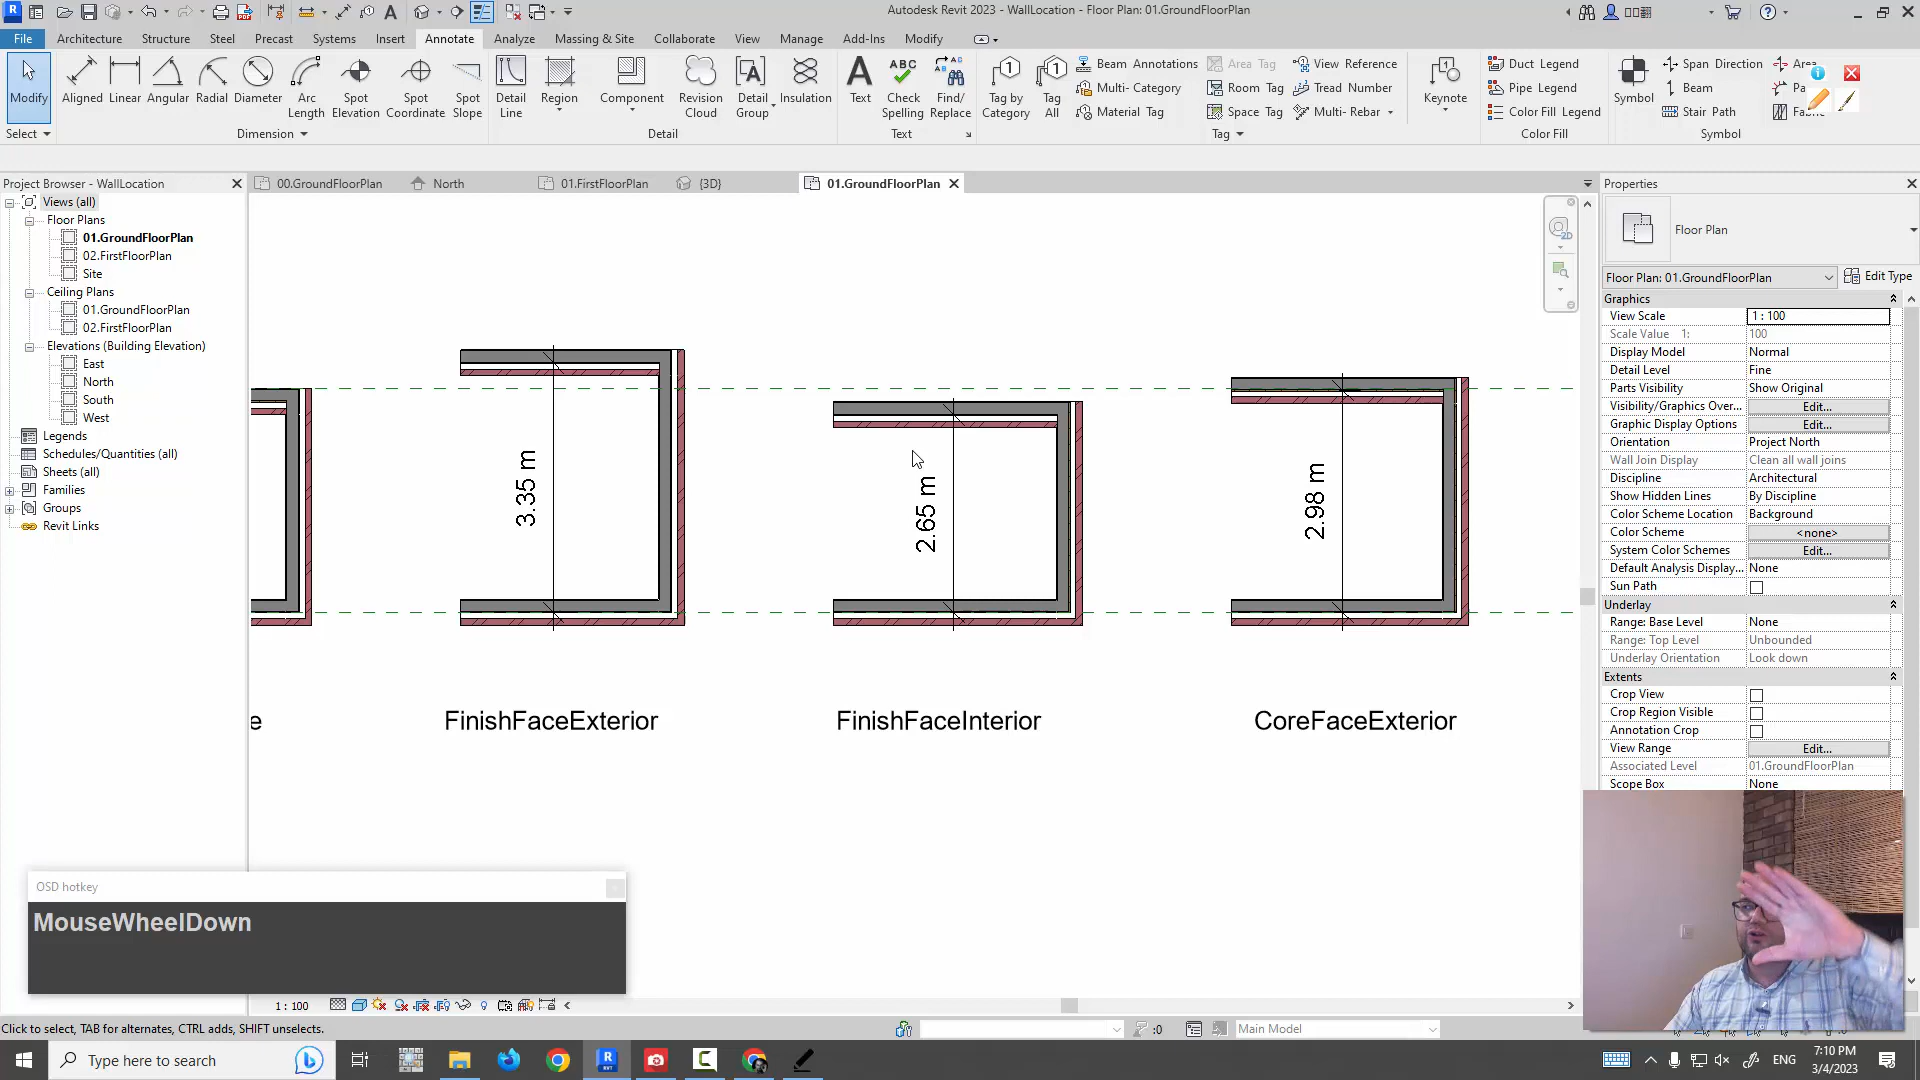 Autodesk Revit 2023 - WallLocation - Floor Plan: 01.GroundFloorPlan
File Architecture Structure Steel Precast Systems Insert Annotate Analyze Massing & Site Collaborate View Manage Add-Ins Modify
Modify
Select
Aligned Linear Angular Radial Diameter Arc Length Spot Elevation Spot Coordinate Spot Slope
Dimension
Detail Line Region Component Revision Cloud Detail Group Insulation
Detail
Text Check Spelling Find/ Replace
Text
Tag by Category Tag All
Beam Annotations Area Tag View Reference
Multi- Category Room Tag Tread Number
Material Tag Space Tag Multi- Rebar
Tag
Keynote
Duct Legend
Pipe Legend
Color Fill Legend
Color Fill
Symbol
Span Direction
Beam
Stair Path
Area
Pa
Fabric
Symbol
Project Browser - WallLocation
Views (all)
Floor Plans
01.GroundFloorPlan
02.FirstFloorPlan
Site
Ceiling Plans
01.GroundFloorPlan
02.FirstFloorPlan
Elevations (Building Elevation)
East
North
South
West
Legends
Schedules/Quantities (all)
Sheets (all)
Families
Groups
Revit Links
00.GroundFloorPlan North 01.FirstFloorPlan {3D} 01.GroundFloorPlan
3.35 m
2.65 m
2.98 m
e
FinishFaceExterior
FinishFaceInterior
CoreFaceExterior
2D
Properties
Floor Plan
Floor Plan: 01.GroundFloorPlan Edit Type
Graphics
View Scale 1 : 100
Scale Value 1: 100
Display Model Normal
Detail Level Fine
Parts Visibility Show Original
Visibility/Graphics Over... Edit...
Graphic Display Options Edit...
Orientation Project North
Wall Join Display Clean all wall joins
Discipline Architectural
Show Hidden Lines By Discipline
Color Scheme Location Background
Color Scheme <none>
System Color Schemes Edit...
Default Analysis Display... None
Sun Path
Underlay
Range: Base Level None
Range: Top Level Unbounded
Underlay Orientation Look down
Extents
Crop View
Crop Region Visible
Annotation Crop
View Range Edit...
Associated Level 01.GroundFloorPlan
Scope Box None
OSD hotkey
MouseWheelDown
1 : 100
Click to select, TAB for alternates, CTRL adds, SHIFT unselects.
:0
Main Model
Type here to search
ENG
7:10 PM
3/4/2023